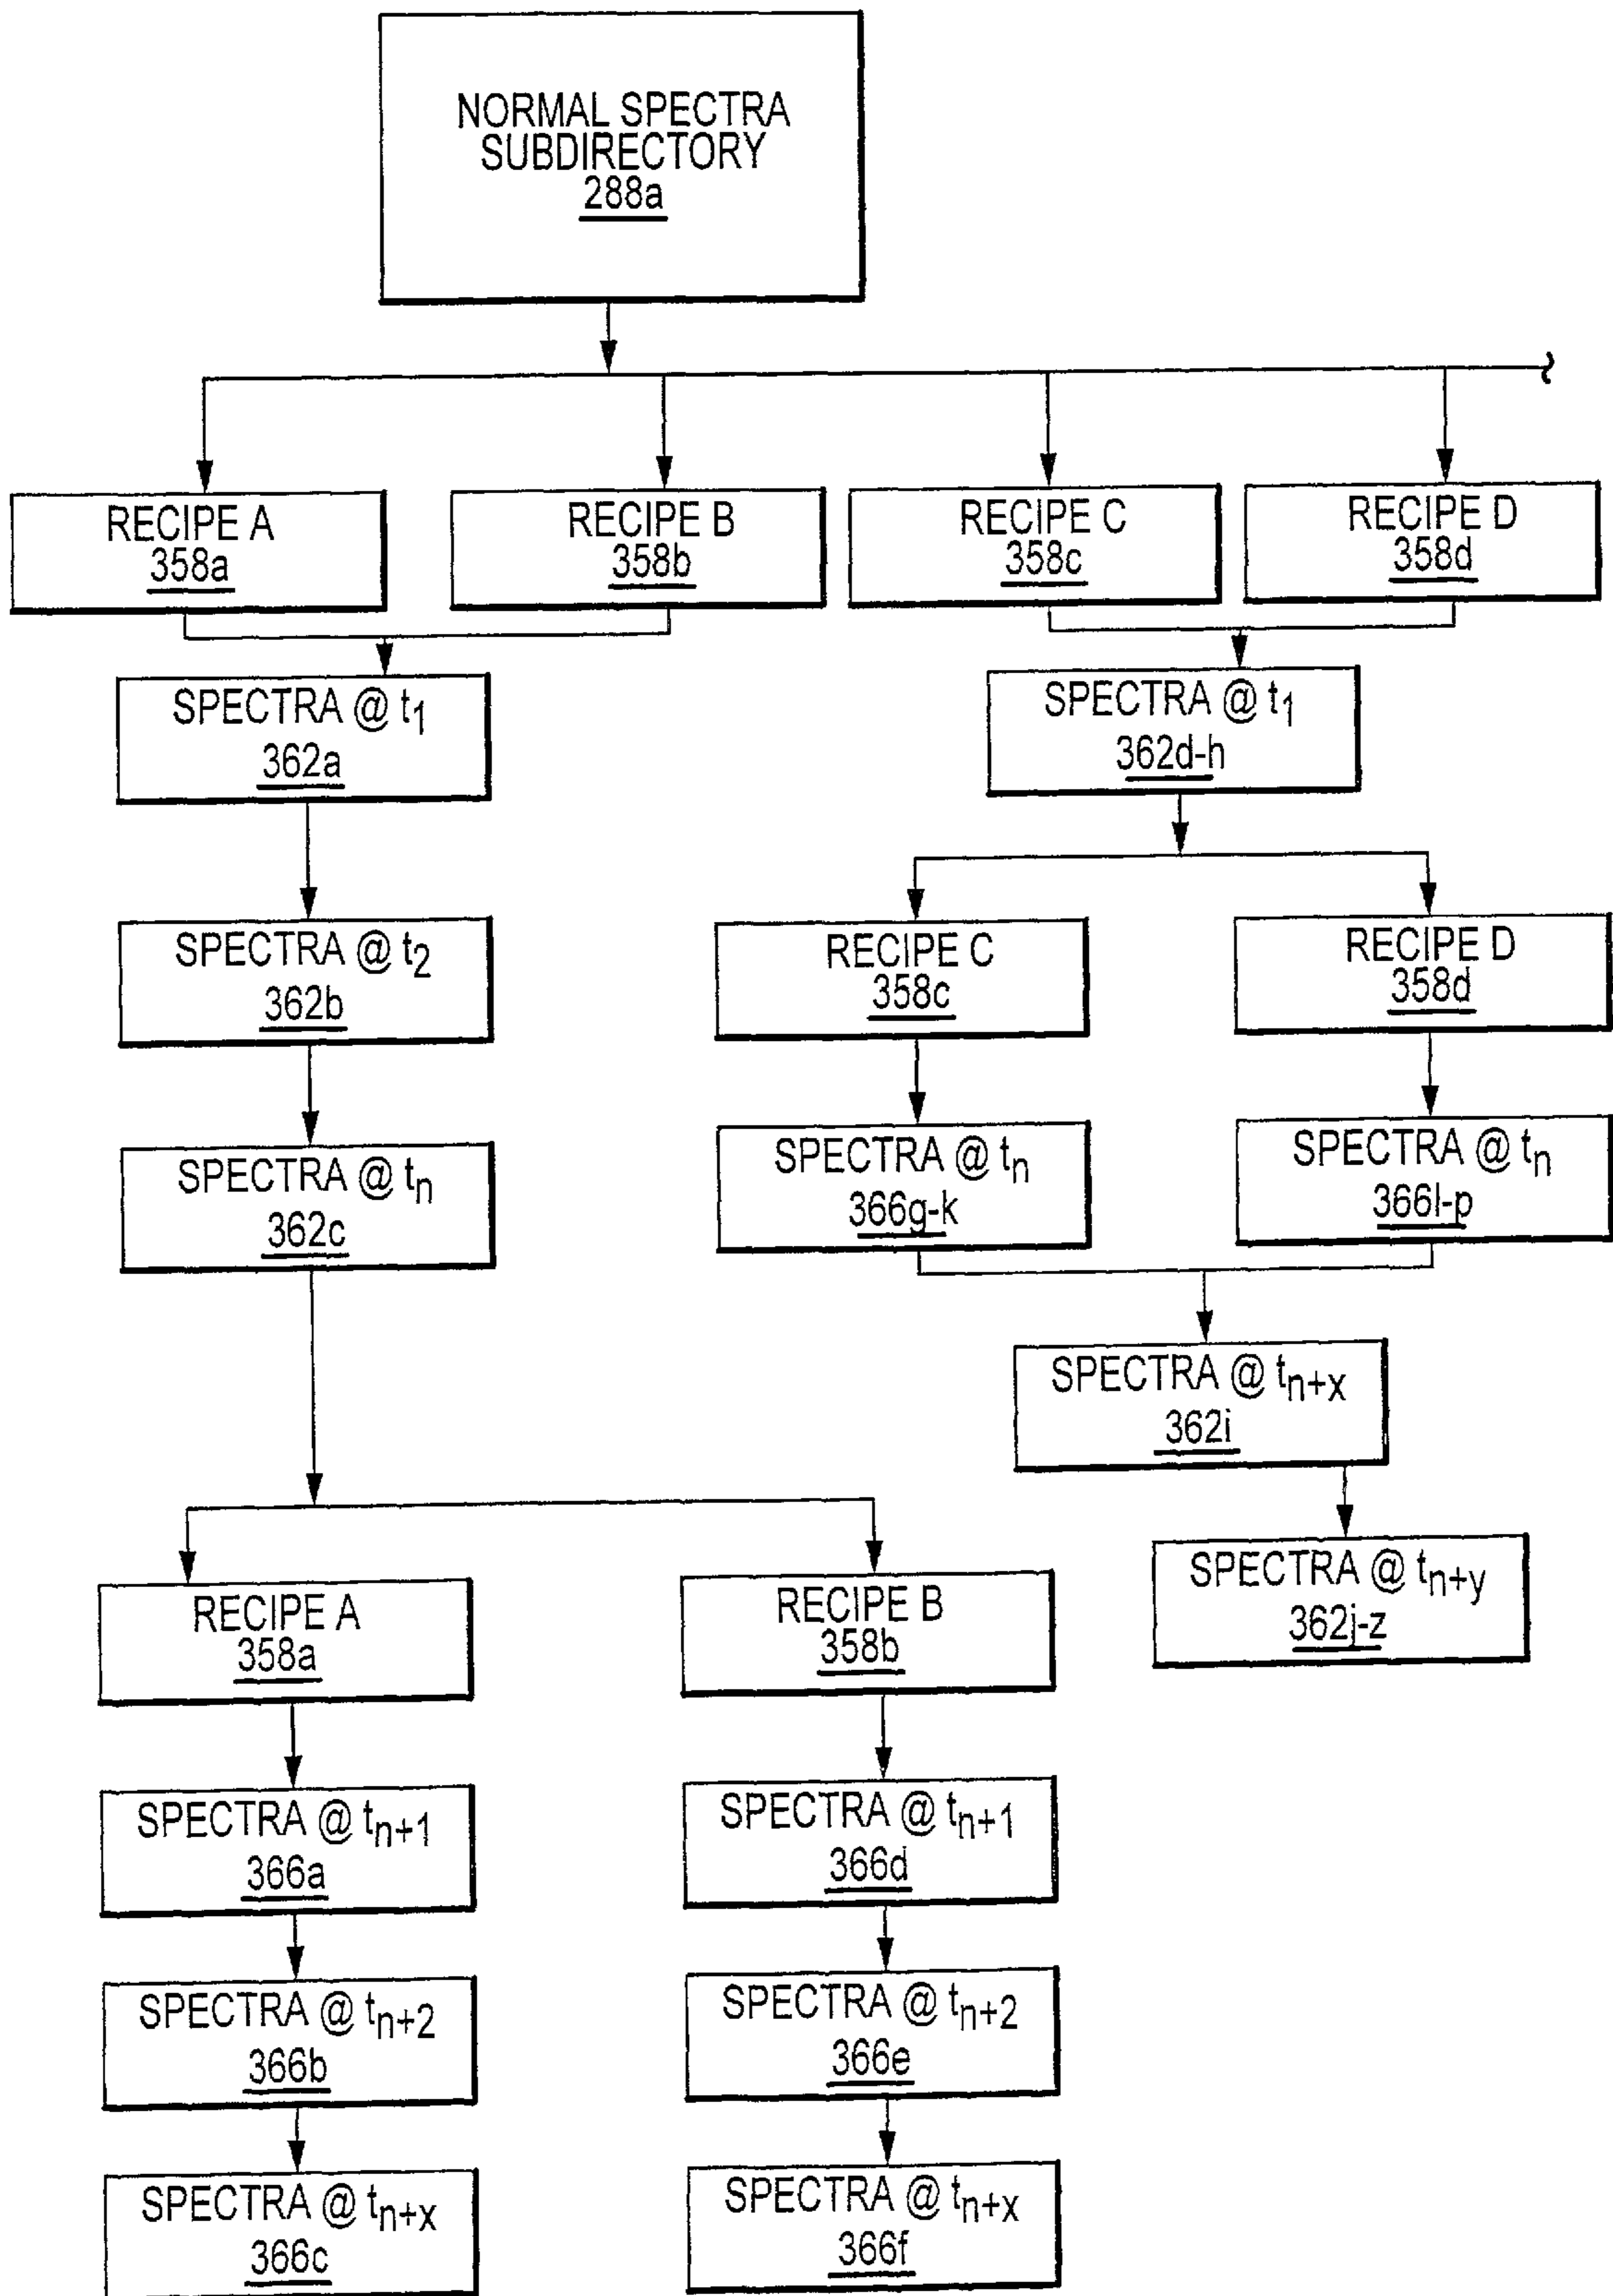 NORMAL SPECTRA
SUBDIRECTORY
288a
RECIPE A
358a
RECIPE B
358b
RECIPE C
358c
RECIPE D
358d
SPECTRA @ t1
362a
SPECTRA @ t1
362d-h
SPECTRA @ t2
362b
RECIPE C
358c
RECIPE D
358d
SPECTRA @ tn
362c
SPECTRA @ tn
366g-k
SPECTRA @ tn
366l-p
SPECTRA @ tn+x
362i
SPECTRA @ tn+y
362j-z
RECIPE A
358a
RECIPE B
358b
SPECTRA @ tn+1
366a
SPECTRA @ tn+1
366d
SPECTRA @ tn+2
366b
SPECTRA @ tn+2
366e
SPECTRA @ tn+x
366c
SPECTRA @ tn+x
366f